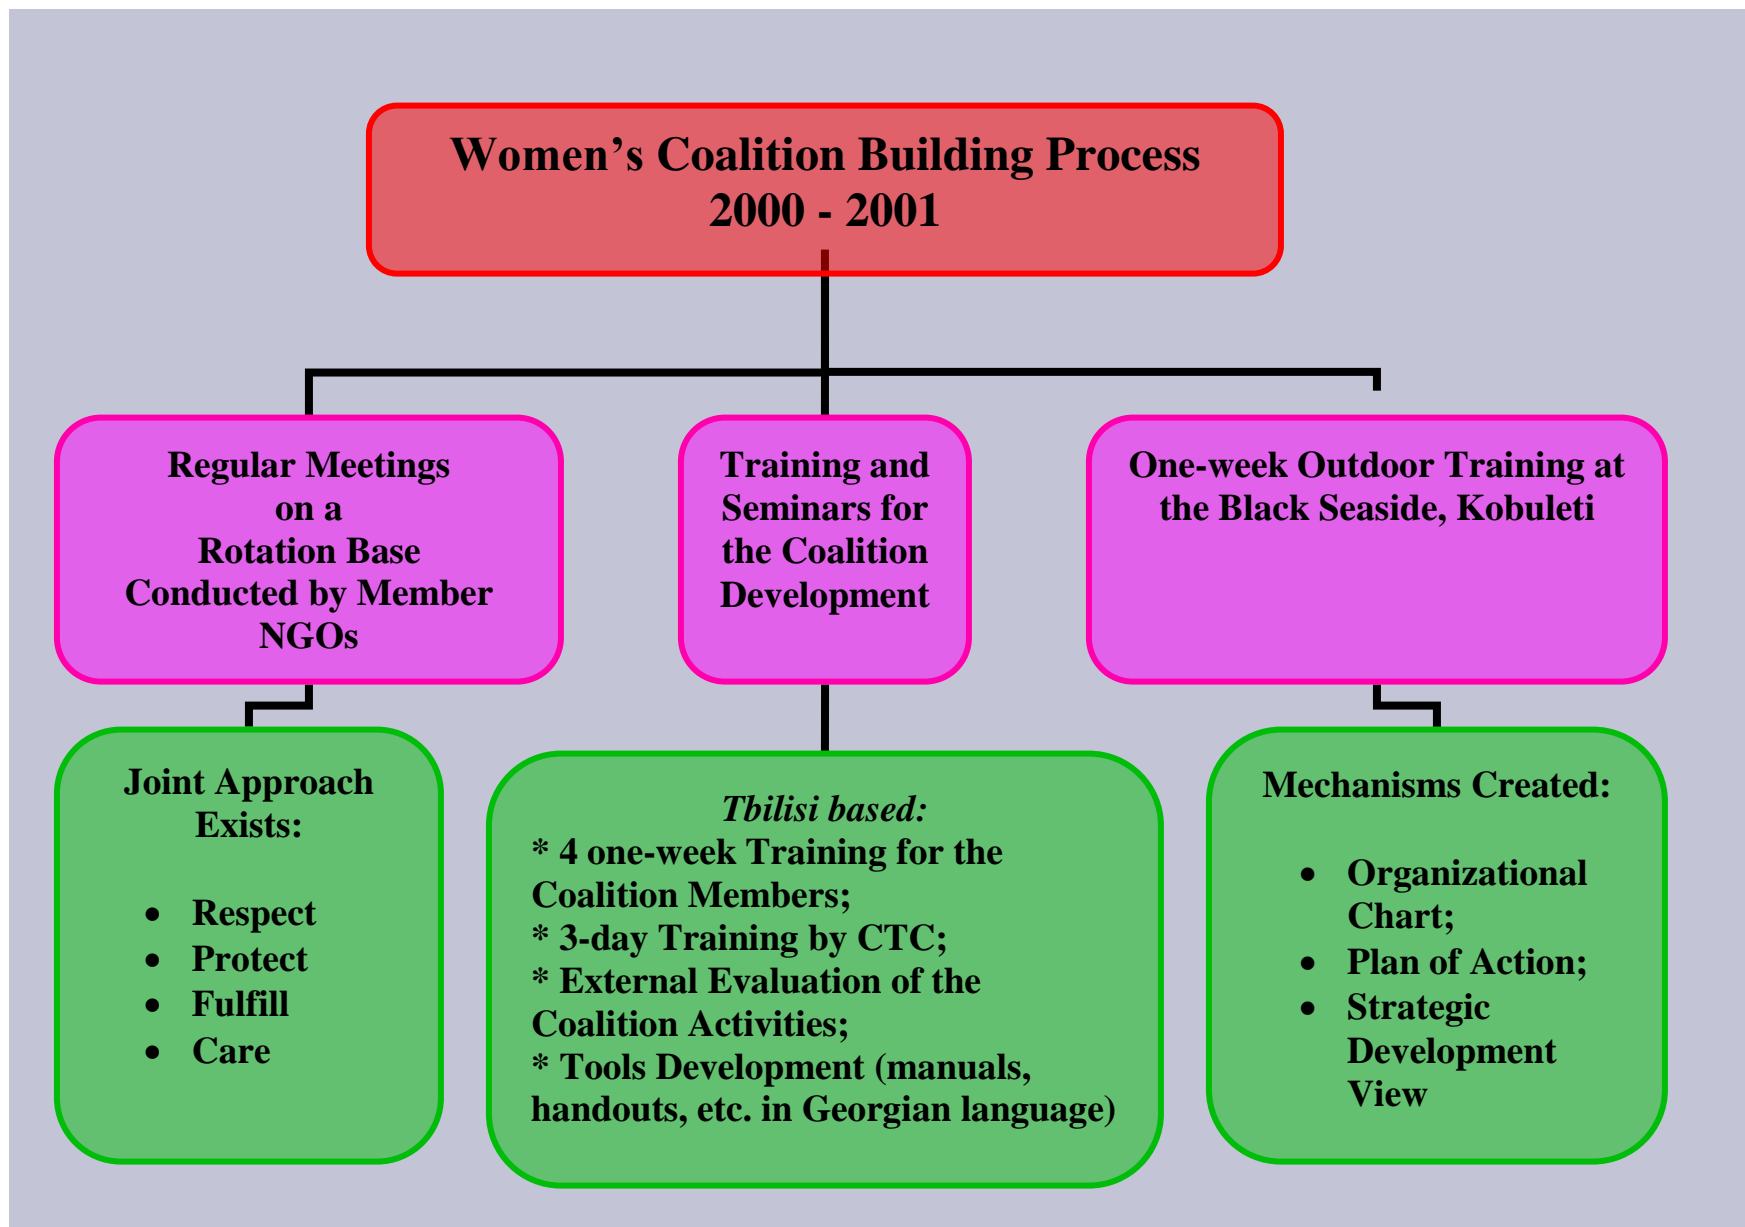 Women’s Coalition Building Process
2000 - 2001
Regular Meetings
on a
Rotation Base
Conducted by Member
NGOs
Training and
Seminars for
the Coalition
Development
One-week Outdoor Training at
the Black Seaside, Kobuleti
Joint Approach
Exists:
• Respect
• Protect
• Fulfill
• Care
Tbilisi based:
* 4 one-week Training for the
Coalition Members;
* 3-day Training by CTC;
* External Evaluation of the
Coalition Activities;
* Tools Development (manuals,
handouts, etc. in Georgian language)
Mechanisms Created:
• Organizational
Chart;
• Plan of Action;
• Strategic
Development
View